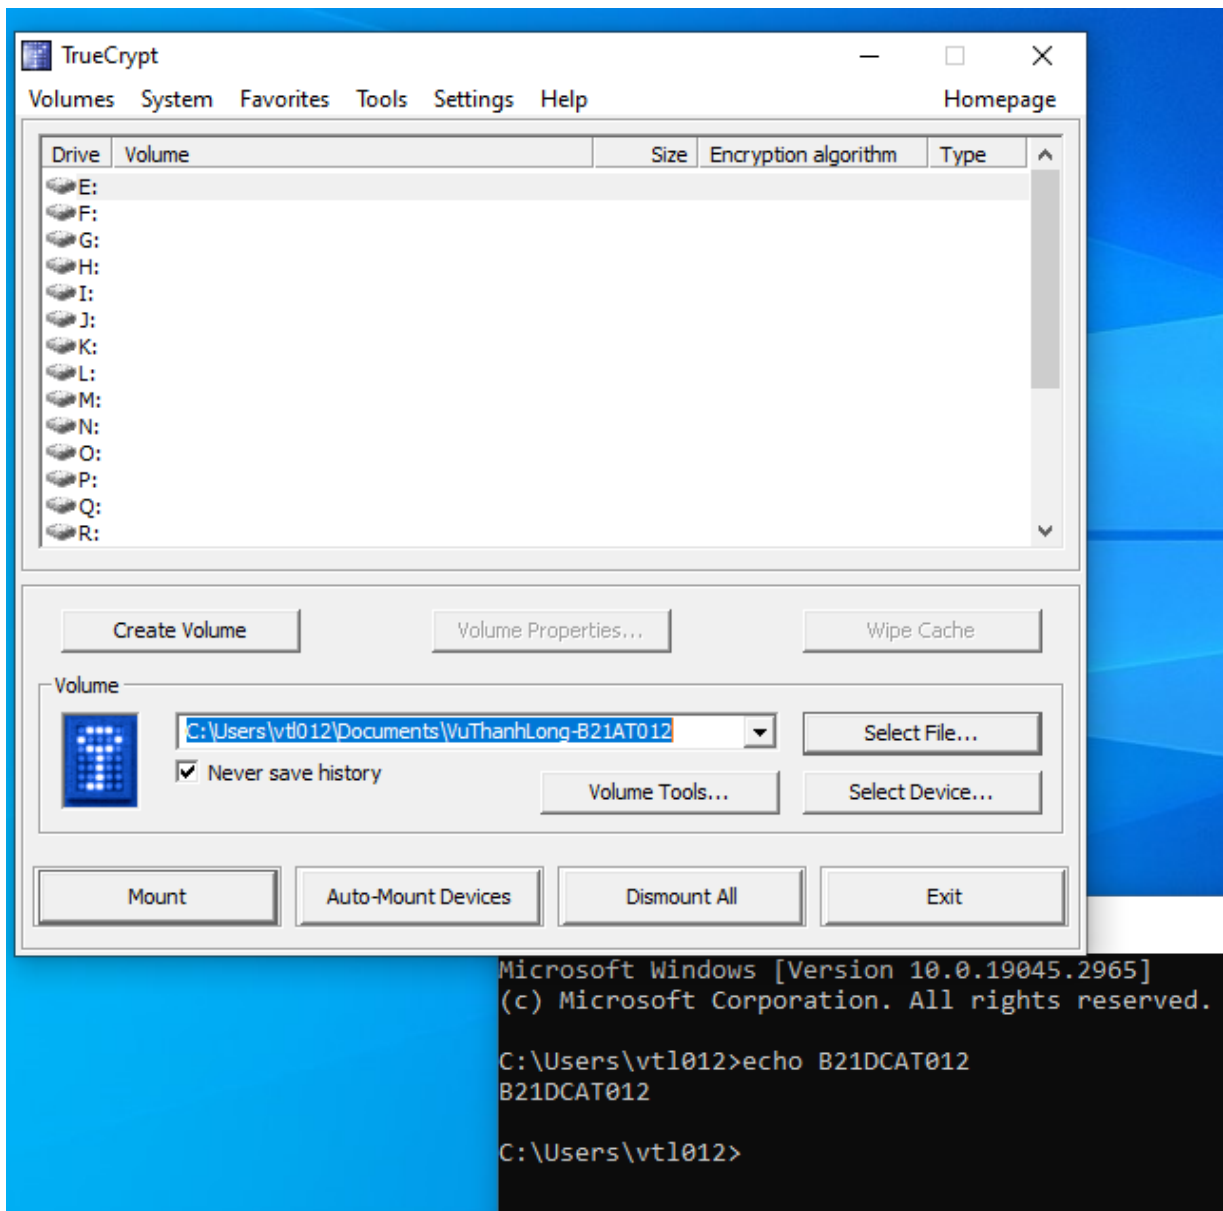 TrueCrypt
Volumes System Favorites Tools Settings Help Homepage
Drive Volume Size Encryption algorithm Type
E:
F:
G:
H:
I:
J:
K:
L:
M:
N:
O:
P:
Q:
R:
Create Volume Volume Properties... Wipe Cache
Volume
C:\Users\vtl012\Documents\VuThanhLong-B21AT012 Select File...
Never save history
Volume Tools... Select Device...
Mount Auto-Mount Devices Dismount All Exit
Microsoft Windows [Version 10.0.19045.2965]
(c) Microsoft Corporation. All rights reserved.
C:\Users\vtl012>echo B21DCAT012
B21DCAT012
C:\Users\vtl012>